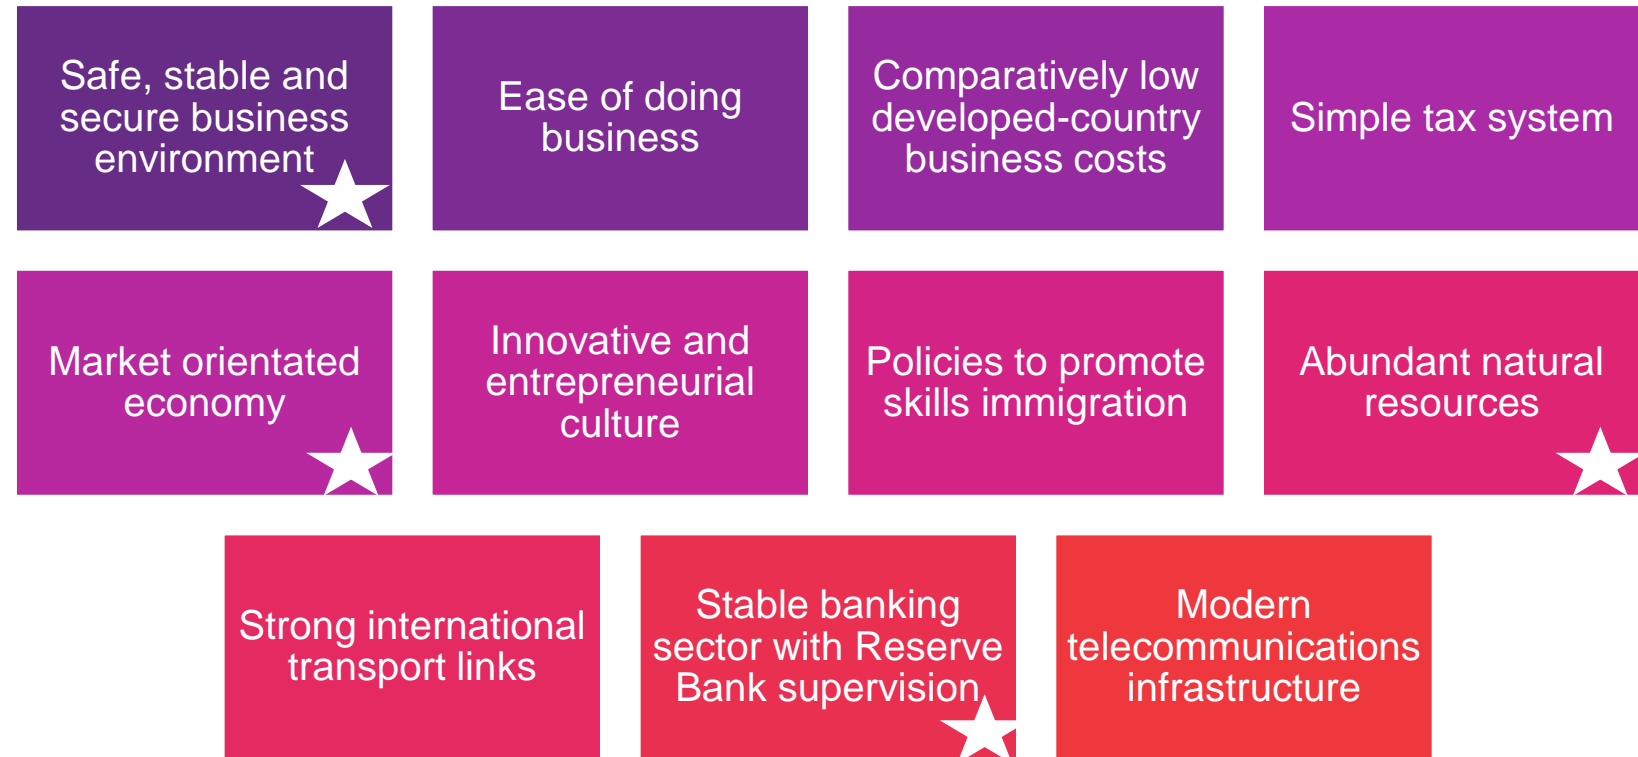 Safe, stable and
secure business
environment
Ease of doing
business
Comparatively low
developed-country
business costs
Simple tax system
Market orientated
economy
Innovative and
entrepreneurial
culture
Policies to promote
skills immigration
Abundant natural
resources
Strong international
transport links
Stable banking
sector with Reserve
Bank supervision
Modern
telecommunications
infrastructure